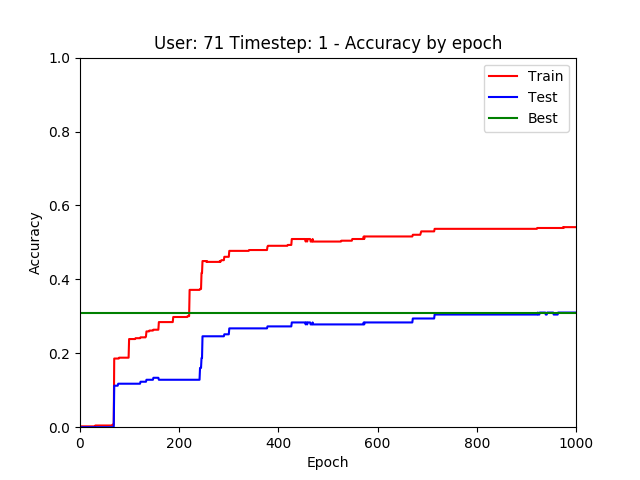 User: 71 Timestep: 1 - Accuracy by epoch
Accuracy
1.0
0.8
0.6
0.4
0.2
0.0
Train
Test
Best
0 200 400 600 800 1000
Epoch